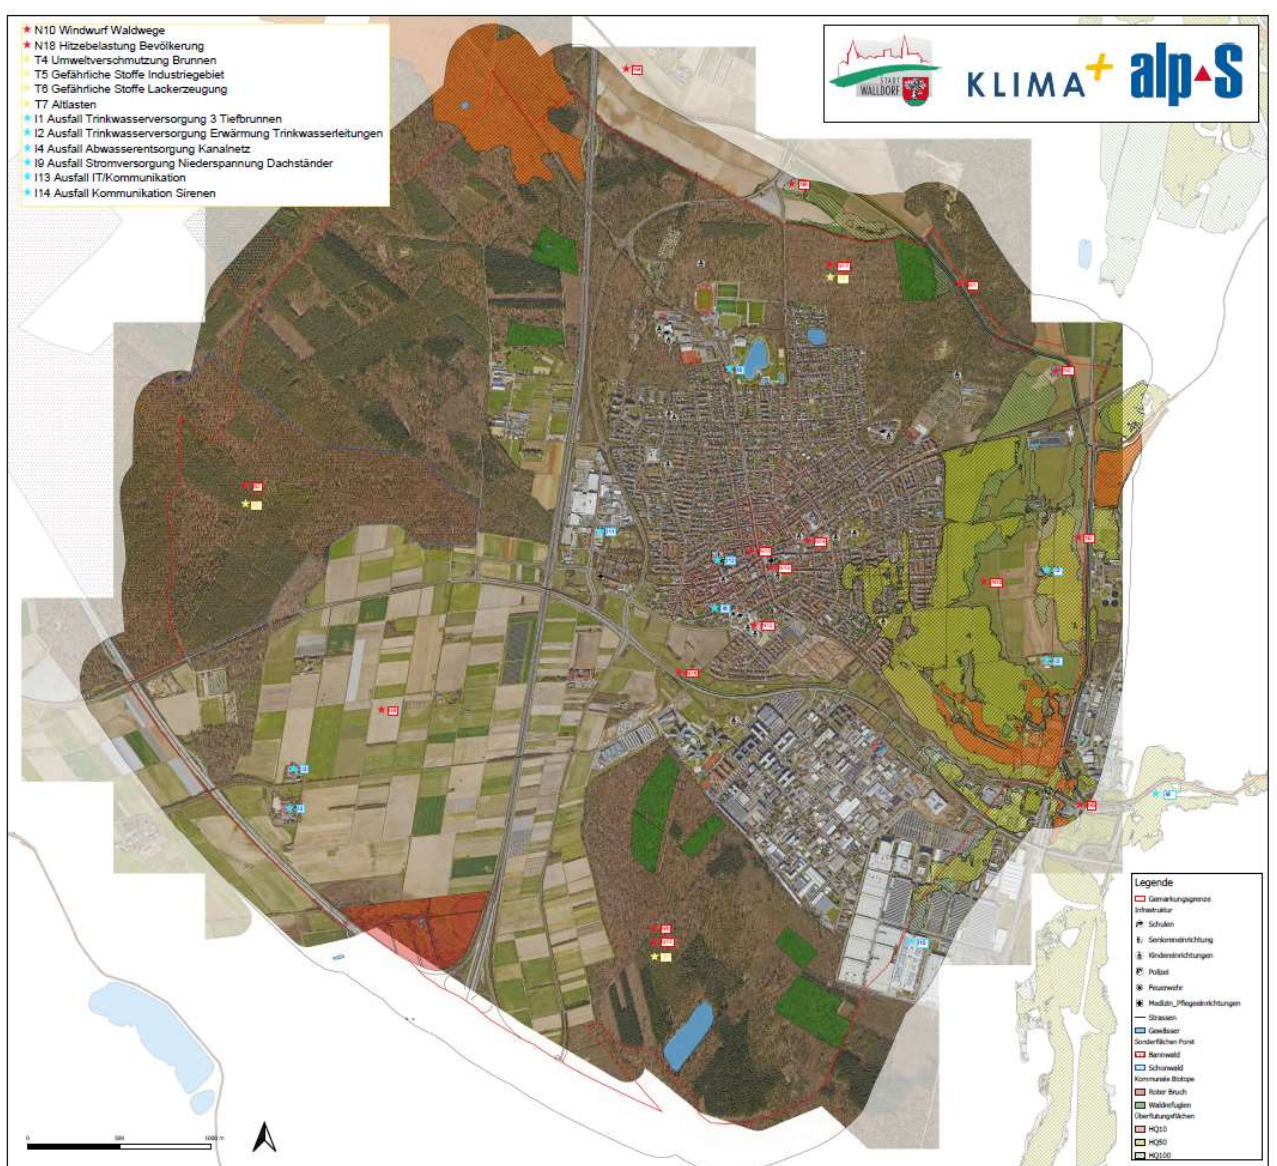 N10 Windwurf Waldwege
N18 Hitzebelastung Bevölkerung
T4 Umweltverschmutzung Brunnen
T5 Gefährliche Stoffe Industriegebiet
T6 Gefährliche Stoffe Lackerzeugung
T7 Altlasten
I1 Ausfall Trinkwasserversorgung 3 Tiefbrunnen
I2 Ausfall Trinkwasserversorgung Erwärmung Trinkwasserleitungen
I4 Ausfall Abwasserentsorgung Kanalnetz
I9 Ausfall Stromversorgung Niederspannung Dachständer
I13 Ausfall IT/Kommunikation
I14 Ausfall Kommunikation Sirenen
STADT
WALLDORF
KLIMA+
alpS
Legende
Gemarkungsgrenze
Infrastruktur
Schulen
Senioreneinrichtung
Kindereinrichtungen
Polizei
Feuerwehr
Medizin_Pflegeeinrichtungen
Strassen
Gewässer
Sonderflächen Forst
Bannwald
Schonwald
Kommunale Biotope
Roter Bruch
Waldrefugien
Überflutungsflächen
HQ10
HQ50
HQ100
0 500 1000 m